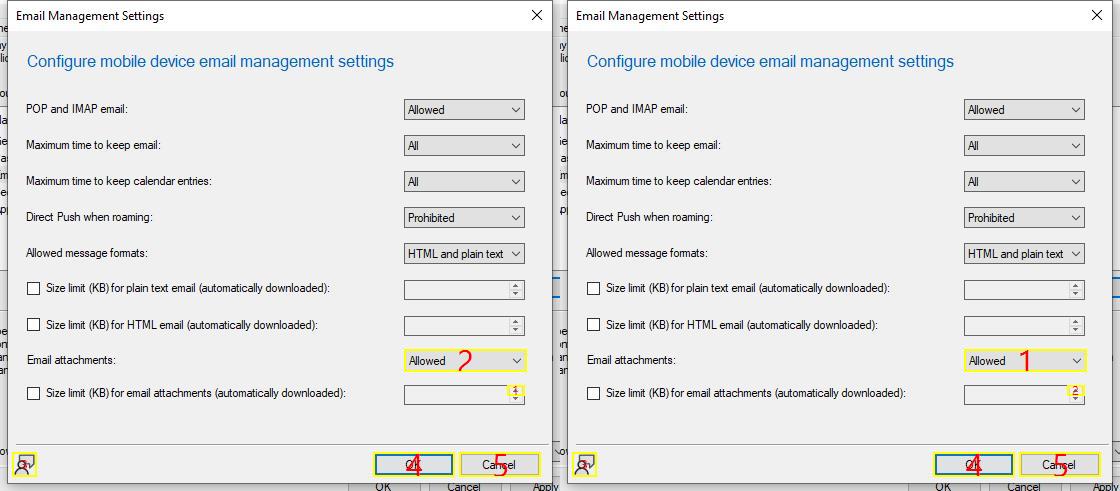 Email Management Settings
Configure mobile device email management settings
POP and IMAP email:
Allowed
Maximum time to keep email:
All
Maximum time to keep calendar entries:
All
Direct Push when roaming:
Prohibited
Allowed message formats:
HTML and plain text
Size limit (KB) for plain text email (automatically downloaded):
Size limit (KB) for HTML email (automatically downloaded):
Email attachments:
Allowed
2
Size limit (KB) for email attachments (automatically downloaded):
1
3
OK
4
Cancel
5
OK
Cancel
Apply
Email Management Settings
Configure mobile device email management settings
POP and IMAP email:
Allowed
Maximum time to keep email:
All
Maximum time to keep calendar entries:
All
Direct Push when roaming:
Prohibited
Allowed message formats:
HTML and plain text
Size limit (KB) for plain text email (automatically downloaded):
Size limit (KB) for HTML email (automatically downloaded):
Email attachments:
Allowed
1
Size limit (KB) for email attachments (automatically downloaded):
2
3
OK
4
Cancel
5
OK
Cancel
Apply